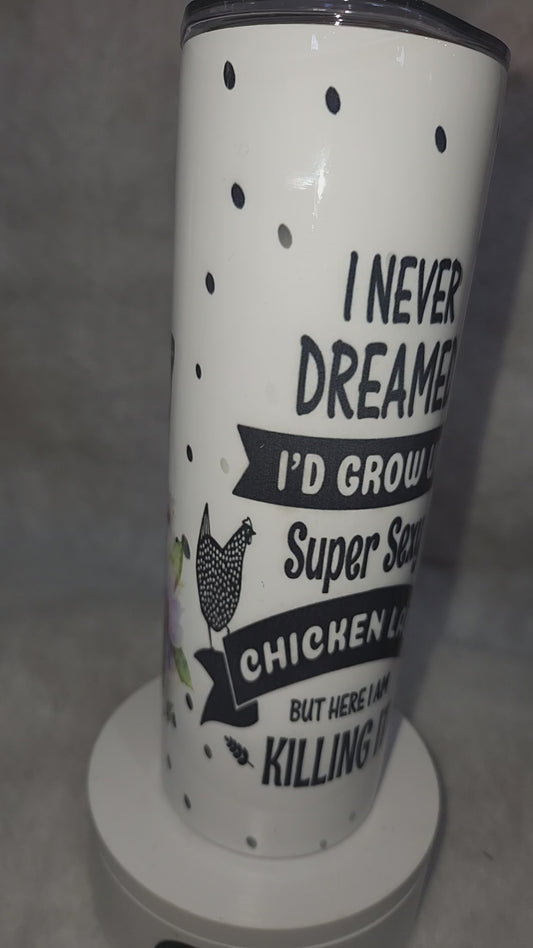 I NEVER
DREAMED
I'D GROW
Super Sexy
CHICKEN
BUT HERE I AM
KILLING IT